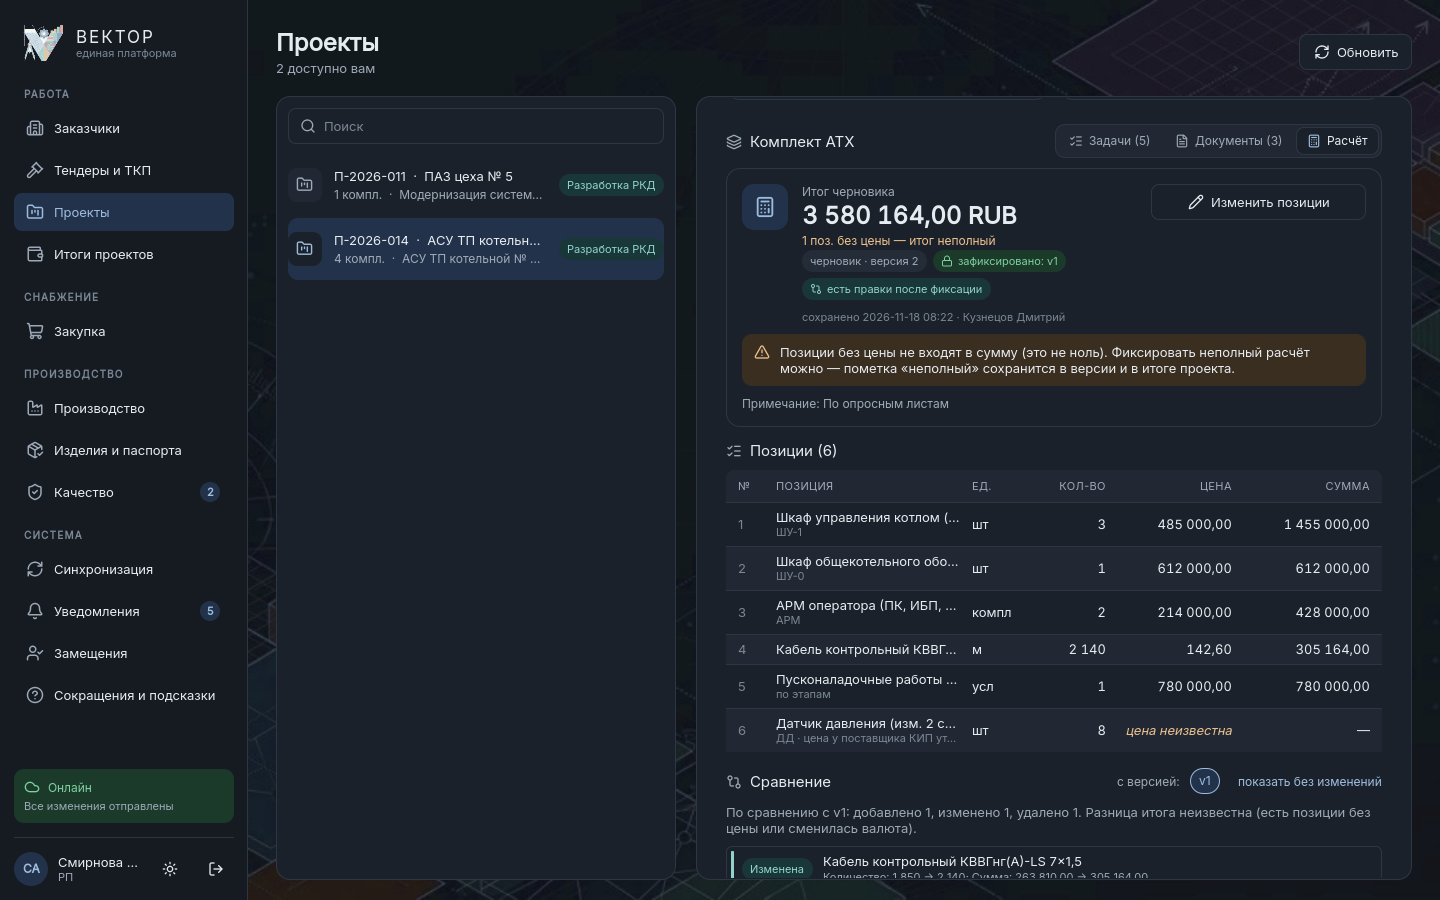 ВЕКТОР
единая платформа
РАБОТА
Заказчики
Тендеры и ТКП
Проекты
Итоги проектов
СНАБЖЕНИЕ
Закупка
ПРОИЗВОДСТВО
Производство
Изделия и паспорта
Качество 2
СИСТЕМА
Синхронизация
Уведомления 5
Замещения
Сокращения и подсказки
Онлайн
Все изменения отправлены
СА
Смирнова ...
РП
Проекты
2 доступно вам
Обновить
Поиск
П-2026-011 · ПАЗ цеха № 5
1 компл. · Модернизация систем...
Разработка РКД
П-2026-014 · АСУ ТП котельн...
4 компл. · АСУ ТП котельной № ...
Разработка РКД
Комплект АТХ
Задачи (5) Документы (3) Расчёт
Итог черновика
3 580 164,00 RUB
Изменить позиции
1 поз. без цены — итог неполный
черновик · версия 2 зафиксировано: v1
есть правки после фиксации
сохранено 2026-11-18 08:22 · Кузнецов Дмитрий
Позиции без цены не входят в сумму (это не ноль). Фиксировать неполный расчёт
можно — пометка «неполный» сохранится в версии и в итоге проекта.
Примечание: По опросным листам
Позиции (6)
№ ПОЗИЦИЯ ЕД. КОЛ-ВО ЦЕНА СУММА
1 Шкаф управления котлом (... шт 3 485 000,00 1 455 000,00
ШУ-1
2 Шкаф общекотельного обо... шт 1 612 000,00 612 000,00
ШУ-0
3 АРМ оператора (ПК, ИБП, ... компл 2 214 000,00 428 000,00
АРМ
4 Кабель контрольный КВВГ... м 2 140 142,60 305 164,00
5 Пусконаладочные работы ... усл 1 780 000,00 780 000,00
по этапам
6 Датчик давления (изм. 2 с... шт 8 цена неизвестна —
ДД · цена у поставщика КИП ут...
Сравнение
с версией: v1 показать без изменений
По сравнению с v1: добавлено 1, изменено 1, удалено 1. Разница итога неизвестна (есть позиции без
цены или сменилась валюта).
Изменена
Кабель контрольный КВВГнг(А)-LS 7×1,5
Количество: 1 850 → 2 140; Сумма: 263 810,00 → 305 164,00